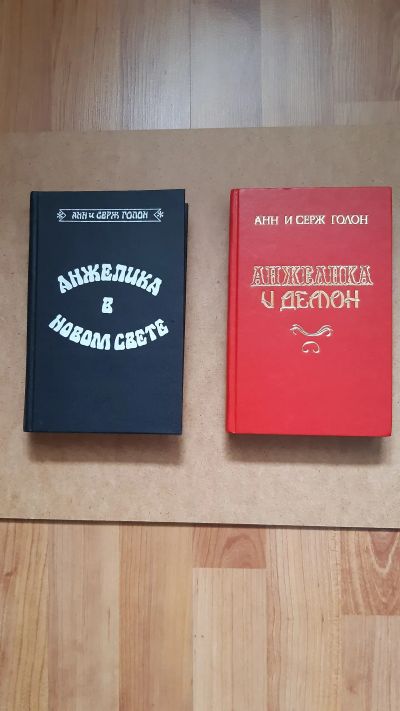 АНН И СЕРЖ ГОЛОН
АНЖЕЛИКА
В
НОВОМ СВЕТЕ
АНН И СЕРЖ ГОЛОН
АНЖЕЛИКА
И ДЕМОН